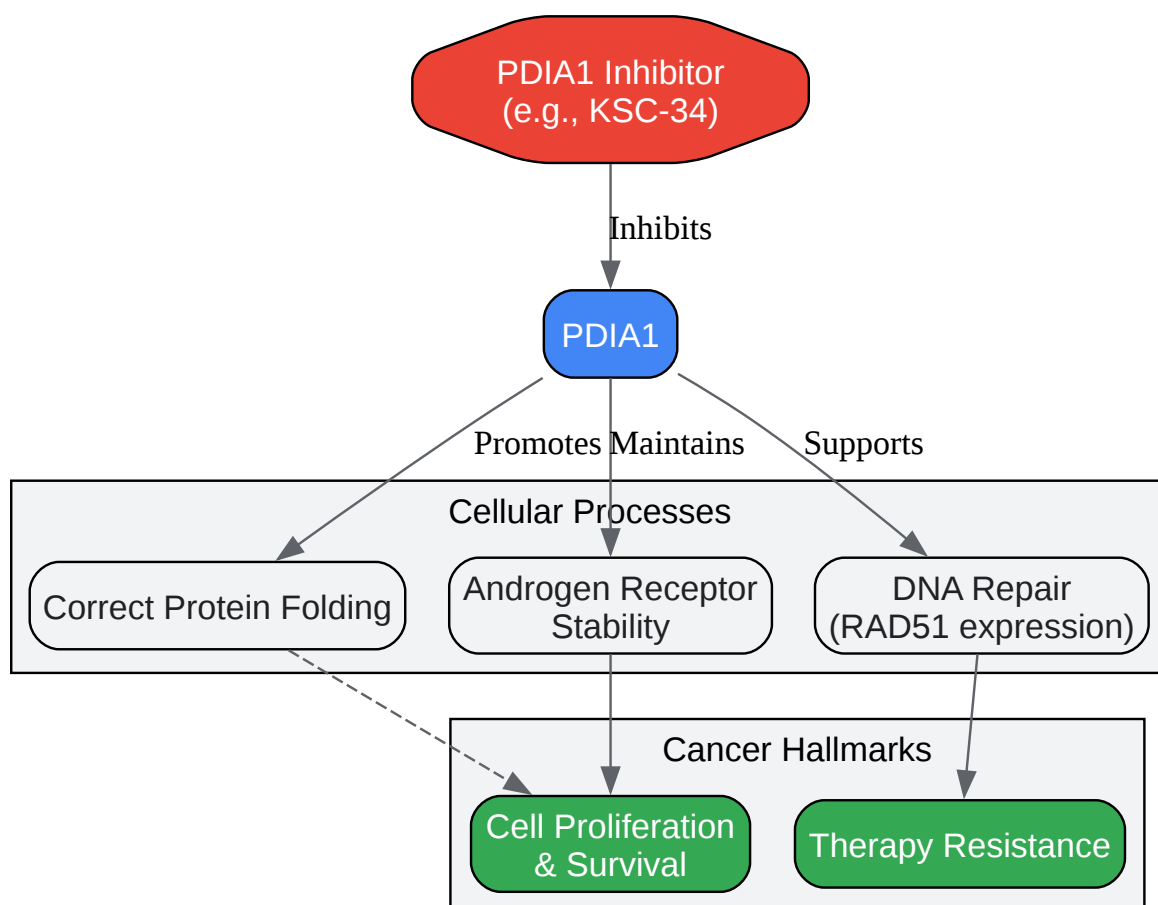 PDIA1 Inhibitor
(e.g., KSC-34)
Inhibits
PDIA1
Promotes
Maintains
Supports
Cellular Processes
Correct Protein Folding
Androgen Receptor
Stability
DNA Repair
(RAD51 expression)
Cancer Hallmarks
Cell Proliferation
& Survival
Therapy Resistance